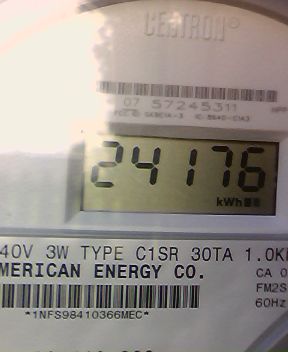 CENTRON®
07 57245311
24176
kWh
40V 3W TYPE C1SR 30TA 1.0K
MERICAN ENERGY CO.
CA 0
FM2S
60Hz
*1NFS98410366MEC*